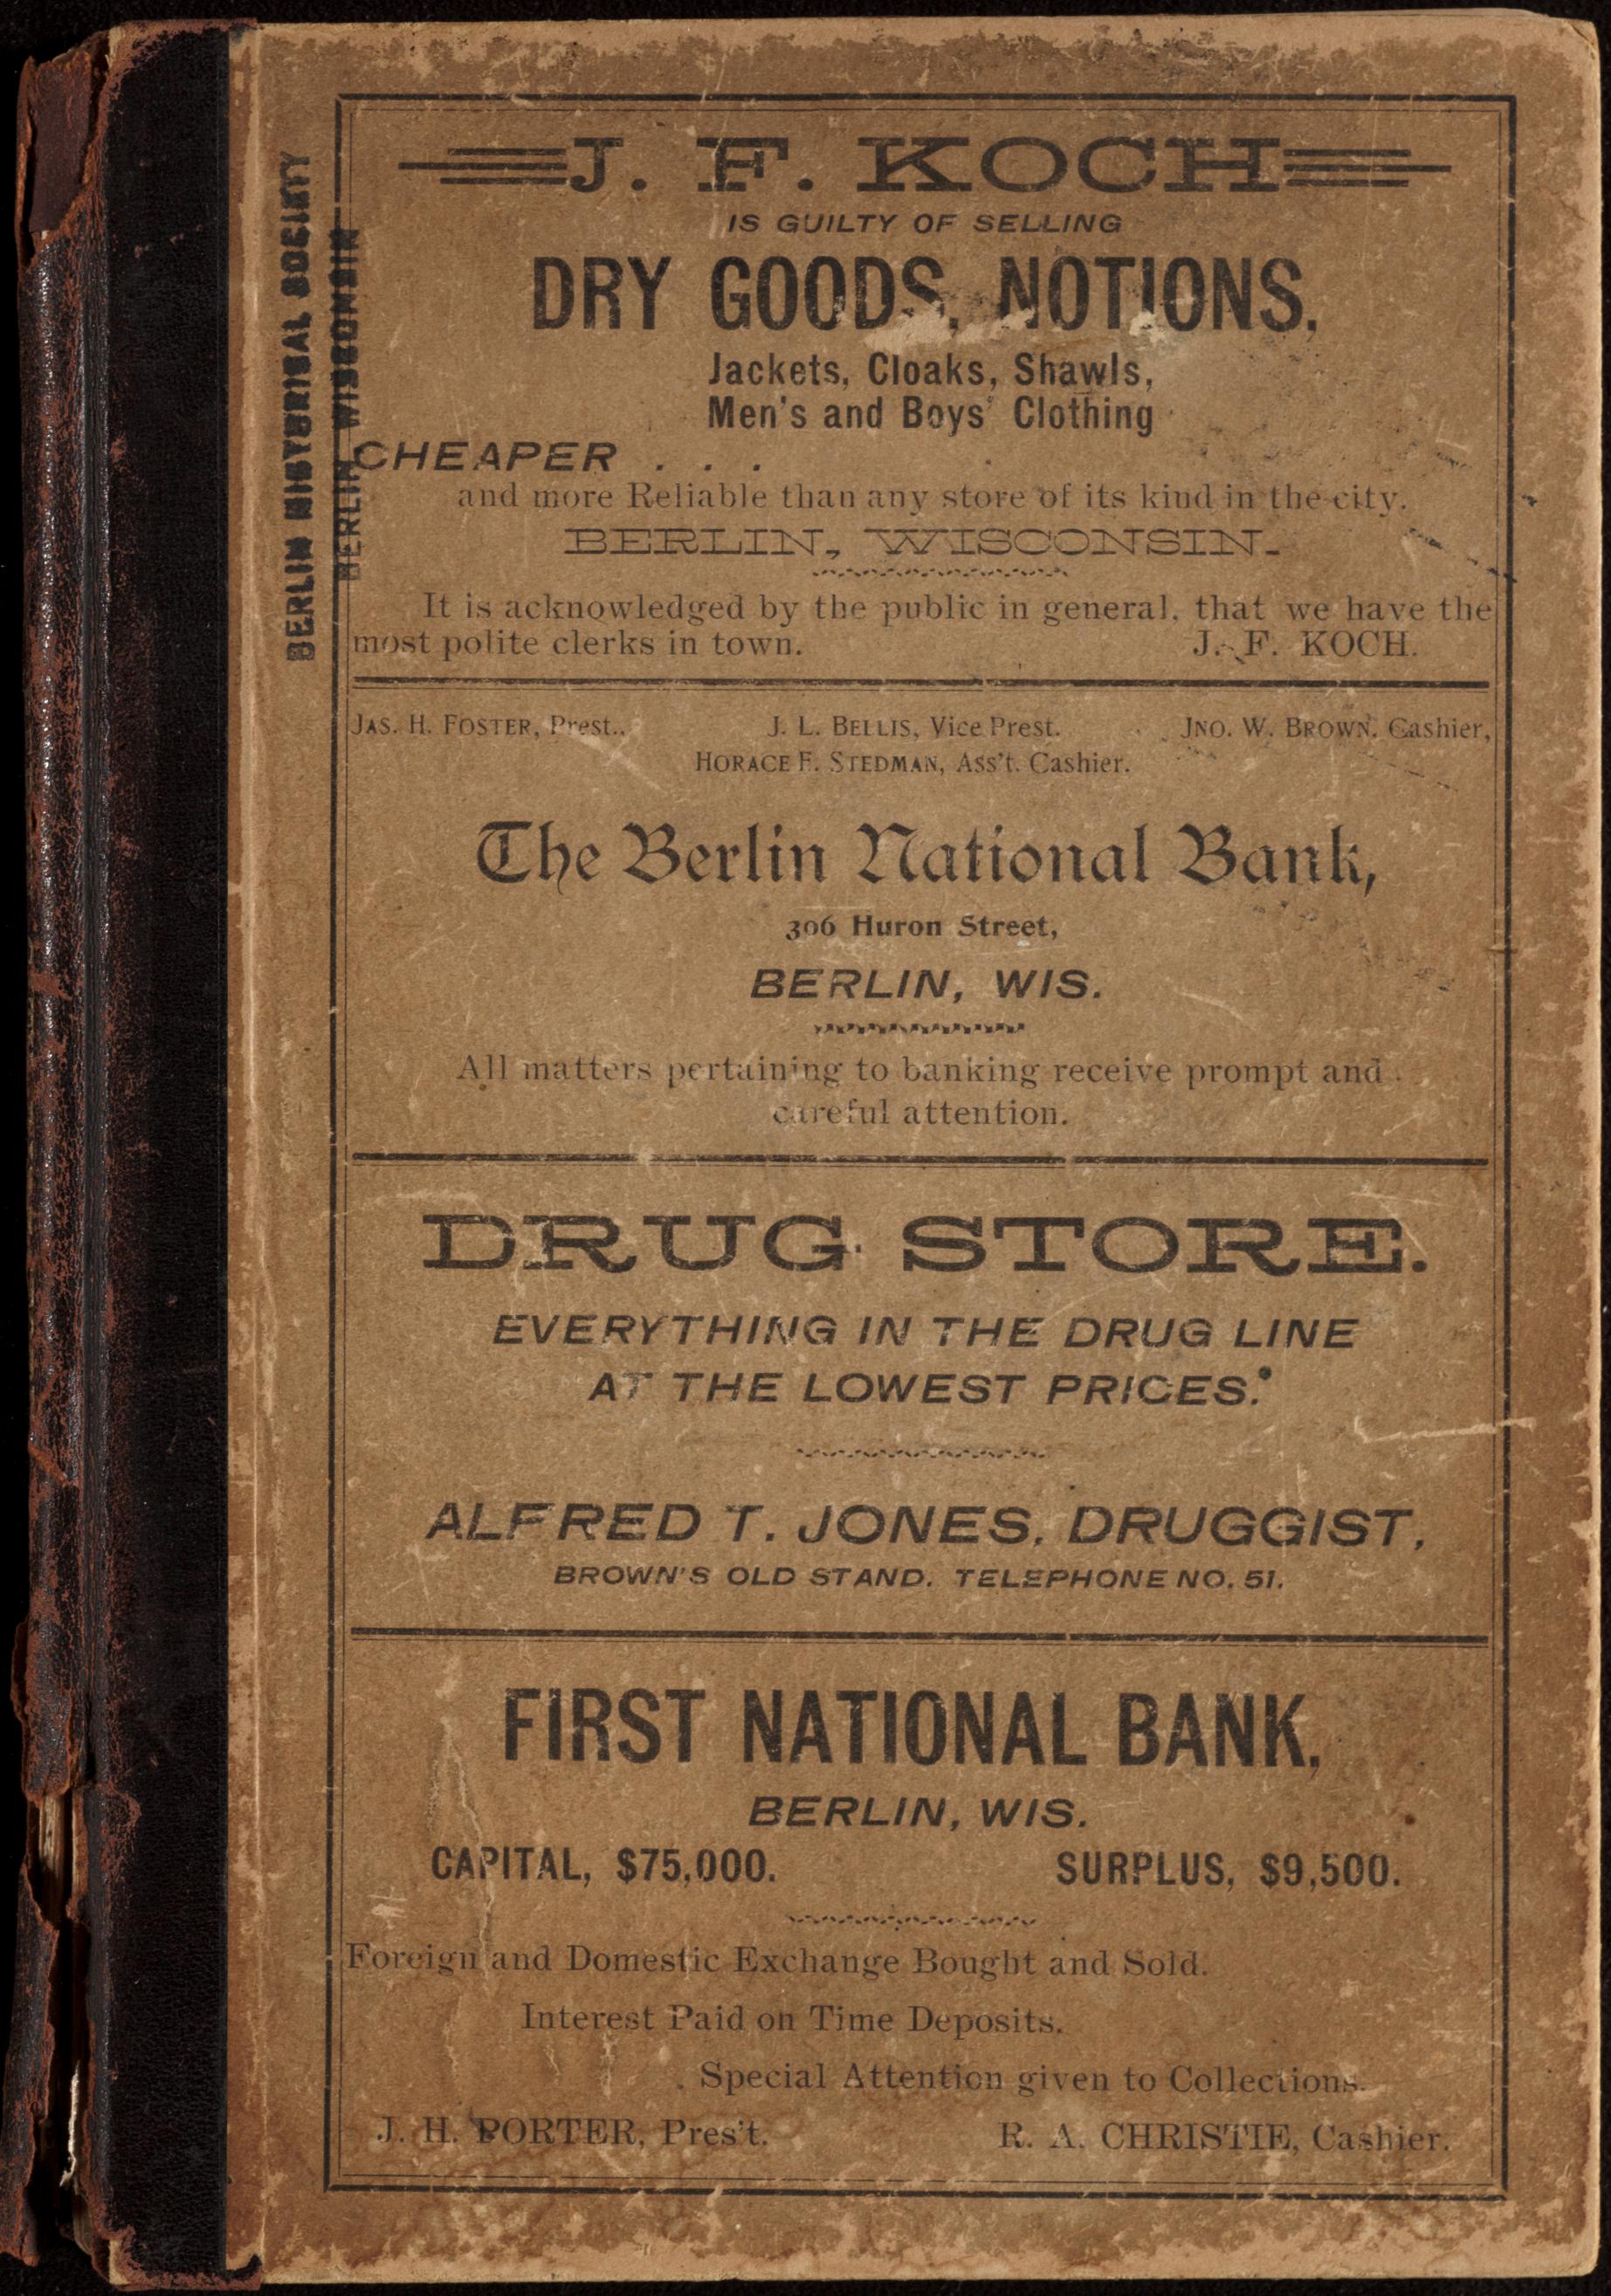 J. F. KOCH
IS GUILTY OF SELLING
DRY GOODS, NOTIONS,
Jackets, Cloaks, Shawls,
Men's and Boys' Clothing
CHEAPER . . .
and more Reliable than any store of its kind in the city.
BERLIN, WISCONSIN.
It is acknowledged by the public in general, that we have the
most polite clerks in town. J. F. KOCH.
JAS. H. FOSTER, Prest., J. L. BELLIS, Vice Prest. JNO. W. BROWN, Cashier,
HORACE F. STEDMAN, Ass't. Cashier.
The Berlin National Bank,
306 Huron Street,
BERLIN, WIS.
All matters pertaining to banking receive prompt and
careful attention.
DRUG STORE.
EVERYTHING IN THE DRUG LINE
AT THE LOWEST PRICES.
ALFRED T. JONES, DRUGGIST,
BROWN'S OLD STAND. TELEPHONE NO. 51.
FIRST NATIONAL BANK,
BERLIN, WIS.
CAPITAL, $75,000. SURPLUS, $9,500.
Foreign and Domestic Exchange Bought and Sold.
Interest Paid on Time Deposits.
Special Attention given to Collections.
J. H. PORTER, Pres't. R. A. CHRISTIE, Cashier.
BERLIN HISTORICAL SOCIETY
BERLIN, WISCONSIN